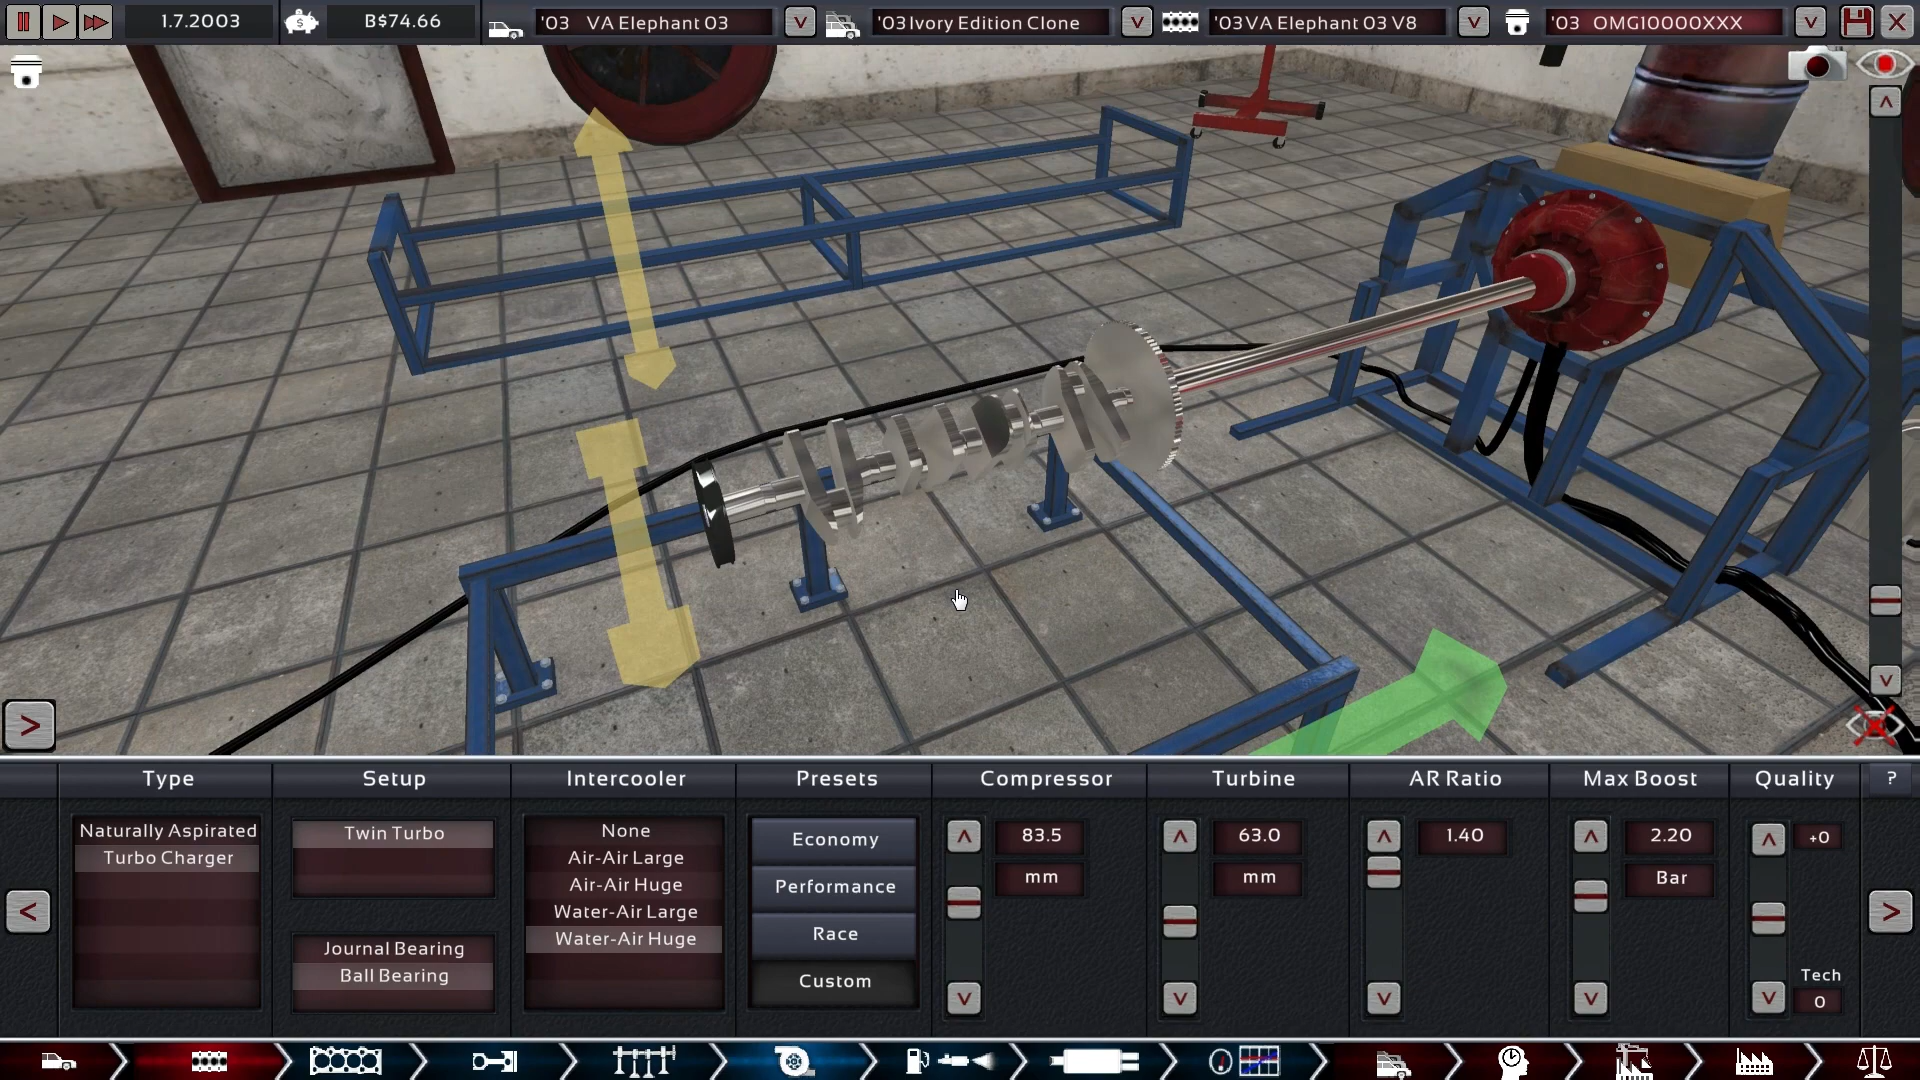 1.7.2003
B$74.66
'03 VA Elephant 03
'03 Ivory Edition Clone
'03 VA Elephant 03 V8
'03 OMG10000XXX
Type
Setup
Intercooler
Presets
Compressor
Turbine
AR Ratio
Max Boost
Quality
?
Naturally Aspirated
Turbo Charger
Twin Turbo
Journal Bearing
Ball Bearing
None
Air-Air Large
Air-Air Huge
Water-Air Large
Water-Air Huge
Economy
Performance
Race
Custom
83.5
mm
63.0
mm
1.40
2.20
Bar
+0
Tech
0